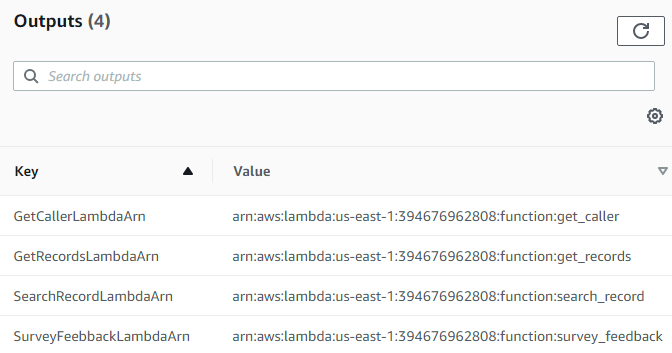 Outputs (4)
Search outputs
Key Value
GetCallerLambdaArn arn:aws:lambda:us-east-1:394676962808:function:get_caller
GetRecordsLambdaArn arn:aws:lambda:us-east-1:394676962808:function:get_records
SearchRecordLambdaArn arn:aws:lambda:us-east-1:394676962808:function:search_record
SurveyFeebbackLambdaArn arn:aws:lambda:us-east-1:394676962808:function:survey_feedback